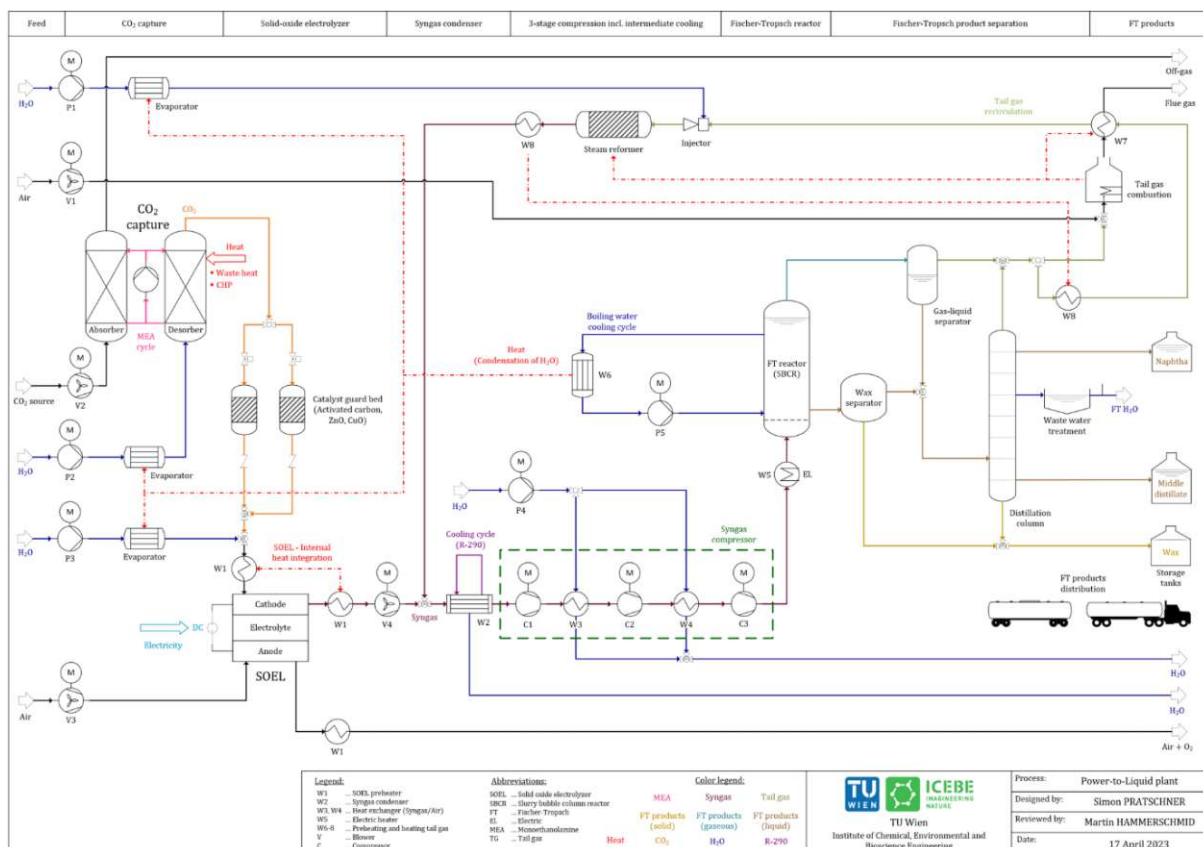 Feed
CO₂ capture
Solid-oxide electrolyzer
Syngas condenser
3-stage compression incl. intermediate cooling
Fischer-Tropsch reactor
Fischer-Tropsch product separation
FT products
M
H₂O
P1
Evaporator
Off-gas
Flue gas
Tail gas
recirculation
W8
Steam reformer
Injector
W7
M
Air
V1
Tail gas
combustion
CO₂
capture
CO₂
Heat
• Waste heat
• CHP
Absorber
MEA
cycle
Desorber
M
CO₂ source
V2
Catalyst guard bed
(Activated carbon,
ZnO, CuO)
Boiling water
cooling cycle
Heat
(Condensation of H₂O)
W6
M
P5
FT reactor
(SBCR)
Gas-liquid
separator
W8
Wax
separator
Naphtha
FT H₂O
Waste water
treatment
Middle
distillate
Distillation
column
Wax
Storage
tanks
M
H₂O
P2
Evaporator
M
H₂O
P3
Evaporator
M
H₂O
P4
W5
EL
SOEL - Internal
heat integration
W1
Cooling cycle
(R-290)
Syngas
compressor
Cathode
Electrolyte
Anode
SOEL
DC
Electricity
W1
M
V4
Syngas
W2
M
C1
W3
M
C2
W4
M
C3
FT products
distribution
H₂O
H₂O
M
Air
V3
W1
Air + O₂
Legend:
W1 ... SOEL preheater
W2 ... Syngas condenser
W3, W4 ... Heat exchanger (Syngas/Air)
W5 ... Electric heater
W6-8 ... Preheating and heating tail gas
V ... Blower
C ... Compressor
Abbreviations:
SOEL ... Solid oxide electrolyzer
SBCR ... Slurry bubble column reactor
FT ... Fischer-Tropsch
EL ... Electric
MEA ... Monoethanolamine
TG ... Tail gas
Color legend:
MEA
Syngas
Tail gas
FT products
(solid)
FT products
(gaseous)
FT products
(liquid)
Heat
CO₂
H₂O
R-290
TU
WIEN
ICEBE
IMAGINEERING
NATURE
TU Wien
Institute of Chemical, Environmental and
Bioscience Engineering
Process: Power-to-Liquid plant
Designed by: Simon PRATSCHNER
Reviewed by: Martin HAMMERSCHMID
Date: 17 April 2023